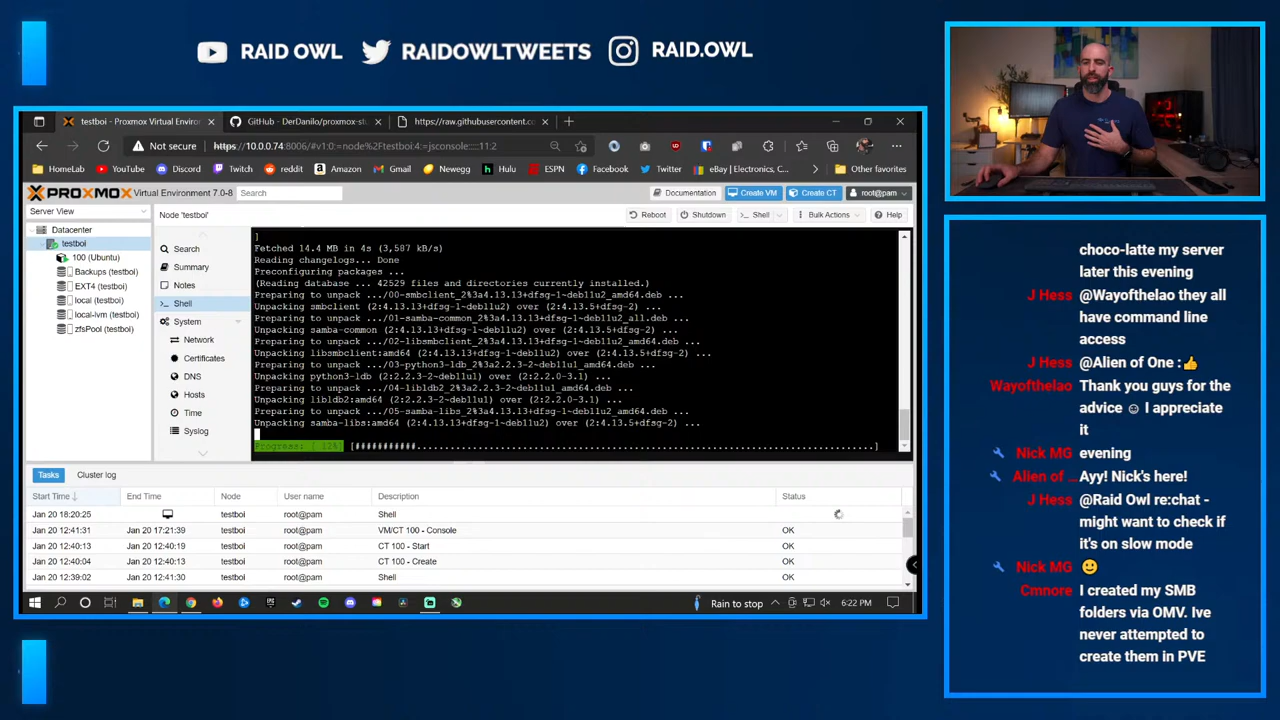 RAID OWL RAIDOWLTWEETS RAID.OWL
testboi - Proxmox Virtual Enviror GitHub - DerDanilo/proxmox-st https://raw.githubusercontent.co
Not secure https://10.0.0.74:8006/#v1:0:=node%2Ftestboi:4:=jsconsole:::::11:2
HomeLab YouTube Discord Twitch reddit Amazon Gmail Newegg Hulu ESPN Facebook Twitter eBay | Electronics, C... Other favorites
PROXMOX Virtual Environment 7.0-8 Search Documentation Create VM Create CT root@pam
Server View
Datacenter
testboi
100 (Ubuntu)
Backups (testboi)
EXT4 (testboi)
local (testboi)
local-lvm (testboi)
zfsPool (testboi)
Node 'testboi' Reboot Shutdown Shell Bulk Actions Help
Search
Summary
Notes
Shell
System
Network
Certificates
DNS
Hosts
Time
Syslog
]
Fetched 14.4 MB in 4s (3,587 kB/s)
Reading changelogs... Done
Preconfiguring packages ...
(Reading database ... 42529 files and directories currently installed.)
Preparing to unpack .../00-smbclient_2%3a4.13.13+dfsg-1~deb11u2_amd64.deb ...
Unpacking smbclient (2:4.13.13+dfsg-1~deb11u2) over (2:4.13.5+dfsg-2) ...
Preparing to unpack .../01-samba-common_2%3a4.13.13+dfsg-1~deb11u2_all.deb ...
Unpacking samba-common (2:4.13.13+dfsg-1~deb11u2) over (2:4.13.5+dfsg-2) ...
Preparing to unpack .../02-libsmbclient_2%3a4.13.13+dfsg-1~deb11u2_amd64.deb ...
Unpacking libsmbclient:amd64 (2:4.13.13+dfsg-1~deb11u2) over (2:4.13.5+dfsg-2) ...
Preparing to unpack .../03-python3-ldb_2%3a2.2.3-2~deb11u1_amd64.deb ...
Unpacking python3-ldb (2:2.2.3-2~deb11u1) over (2:2.2.0-3.1) ...
Preparing to unpack .../04-libldb2_2%3a2.2.3-2~deb11u1_amd64.deb ...
Unpacking libldb2:amd64 (2:2.2.3-2~deb11u1) over (2:2.2.0-3.1) ...
Preparing to unpack .../05-samba-libs_2%3a4.13.13+dfsg-1~deb11u2_amd64.deb ...
Unpacking samba-libs:amd64 (2:4.13.13+dfsg-1~deb11u2) over (2:4.13.5+dfsg-2) ...
Progress: [ 12%]
Tasks Cluster log
Start Time End Time Node User name Description Status
Jan 20 18:20:25 testboi root@pam Shell
Jan 20 12:41:31 Jan 20 17:21:39 testboi root@pam VM/CT 100 - Console OK
Jan 20 12:40:13 Jan 20 12:40:19 testboi root@pam CT 100 - Start OK
Jan 20 12:40:04 Jan 20 12:40:13 testboi root@pam CT 100 - Create OK
Jan 20 12:39:02 Jan 20 12:41:30 testboi root@pam Shell OK
Rain to stop 6:22 PM
choco-latte my server
later this evening
J Hess @Wayofthelao they all
have command line
access
J Hess @Alien of One :👍
Wayofthelao Thank you guys for the
advice ☺ I appreciate
it
Nick MG evening
Alien of ... Ayy! Nick's here!
J Hess @Raid Owl re:chat -
might want to check if
it's on slow mode
Nick MG 🙂
Cmnore I created my SMB
folders via OMV. Ive
never attempted to
create them in PVE